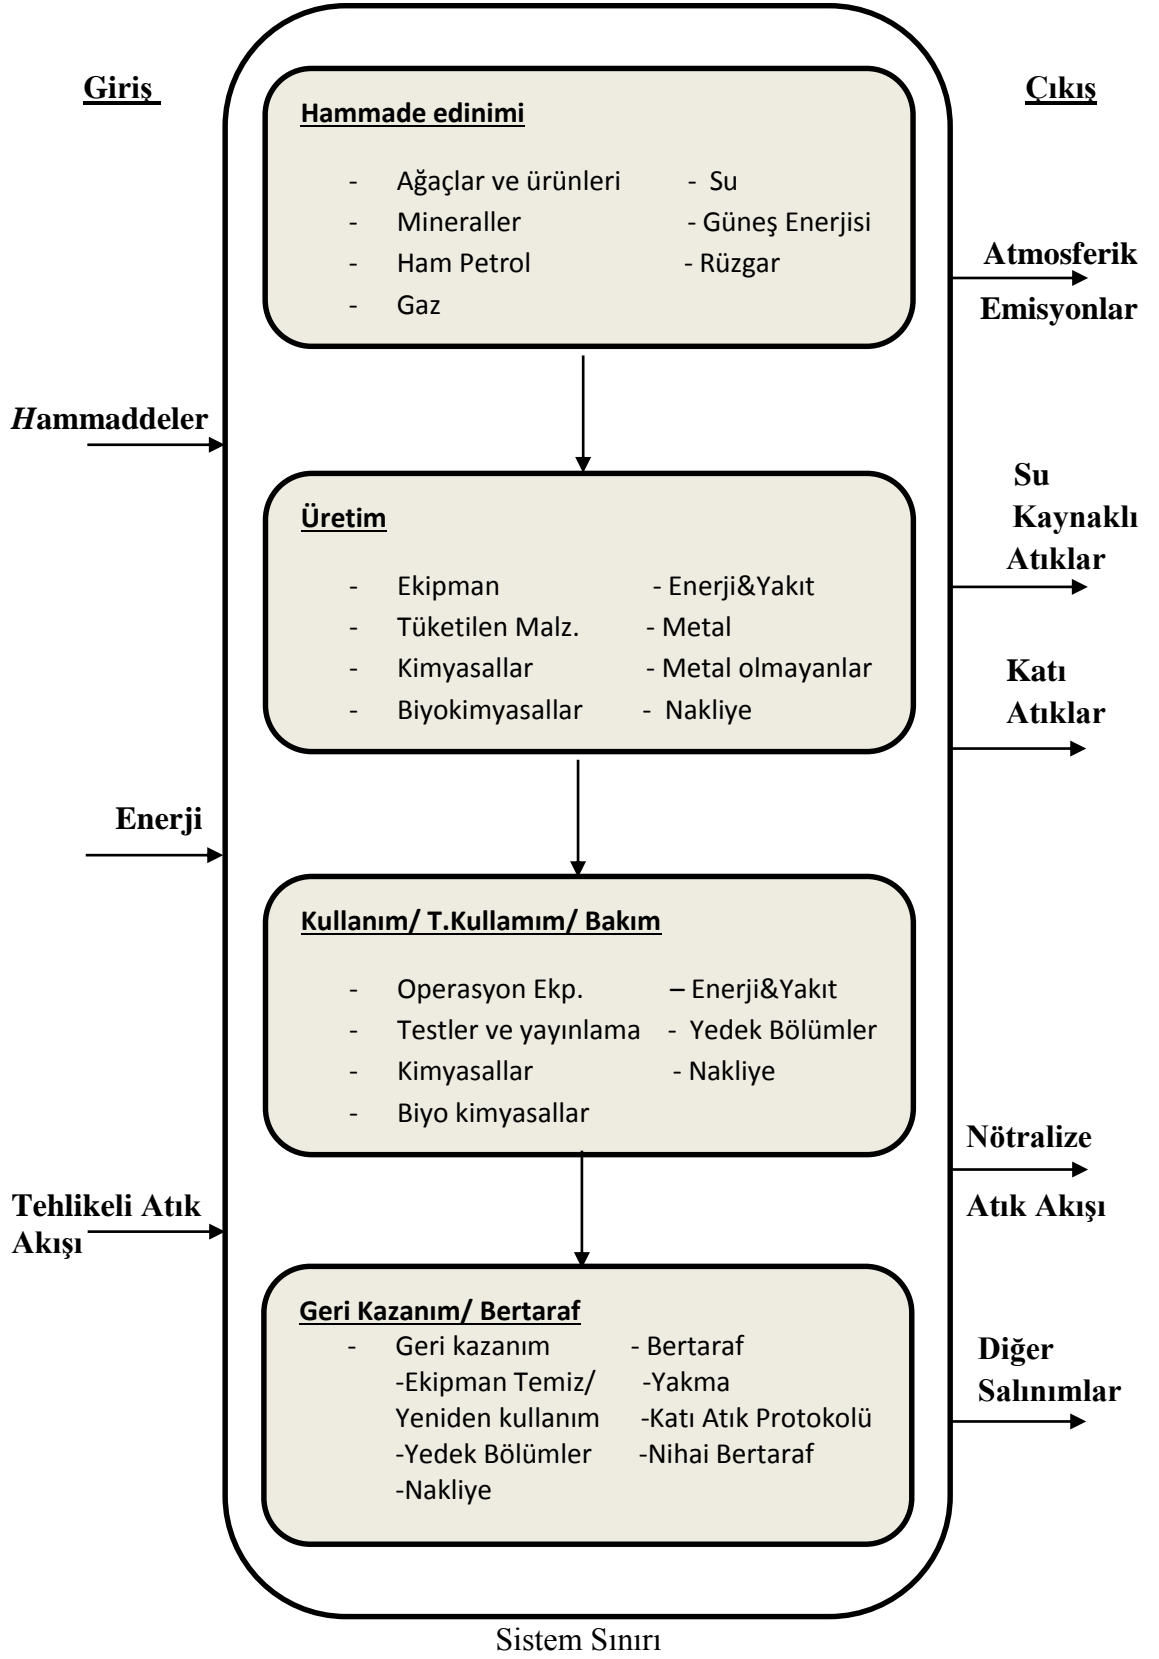 Giriş
Çıkış
Hammade edinimi
- Ağaçlar ve ürünleri - Su
- Mineraller - Güneş Enerjisi
- Ham Petrol - Rüzgar
- Gaz
Atmosferik
Emisyonlar
Hammaddeler
Su
Kaynaklı
Atıklar
Üretim
- Ekipman - Enerji&Yakıt
- Tüketilen Malz. - Metal
- Kimyasallar - Metal olmayanlar
- Biyokimyasallar - Nakliye
Katı
Atıklar
Enerji
Kullanım/ T.Kullamım/ Bakım
- Operasyon Ekp. – Enerji&Yakıt
- Testler ve yayınlama - Yedek Bölümler
- Kimyasallar - Nakliye
- Biyo kimyasallar
Nötralize
Atık Akışı
Tehlikeli Atık
Akışı
Geri Kazanım/ Bertaraf
- Geri kazanım - Bertaraf
-Ekipman Temiz/ -Yakma
Yeniden kullanım -Katı Atık Protokolü
-Yedek Bölümler -Nihai Bertaraf
-Nakliye
Diğer
Salınımlar
Sistem Sınırı